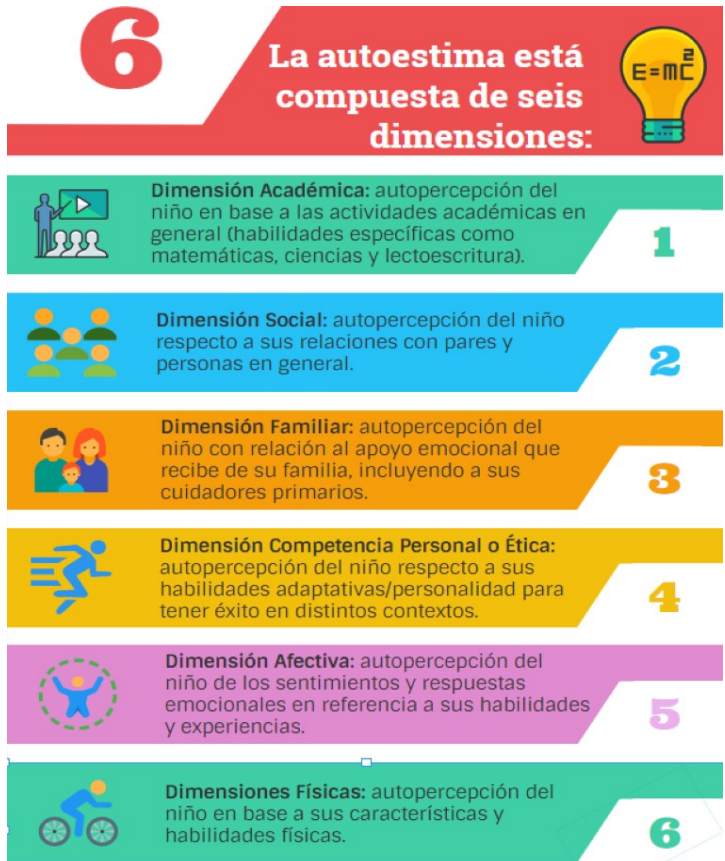 6
La autoestima está
compuesta de seis
dimensiones:
E=mc²
Dimensión Académica: autopercepción del
niño en base a las actividades académicas en
general (habilidades específicas como
matemáticas, ciencias y lectoescritura).
1
Dimensión Social: autopercepción del niño
respecto a sus relaciones con pares y
personas en general.
2
Dimensión Familiar: autopercepción del
niño con relación al apoyo emocional que
recibe de su familia, incluyendo a sus
cuidadores primarios.
3
Dimensión Competencia Personal o Ética:
autopercepción del niño respecto a sus
habilidades adaptativas/personalidad para
tener éxito en distintos contextos.
4
Dimensión Afectiva: autopercepción del
niño de los sentimientos y respuestas
emocionales en referencia a sus habilidades
y experiencias.
5
Dimensiones Físicas: autopercepción del
niño en base a sus características y
habilidades físicas.
6